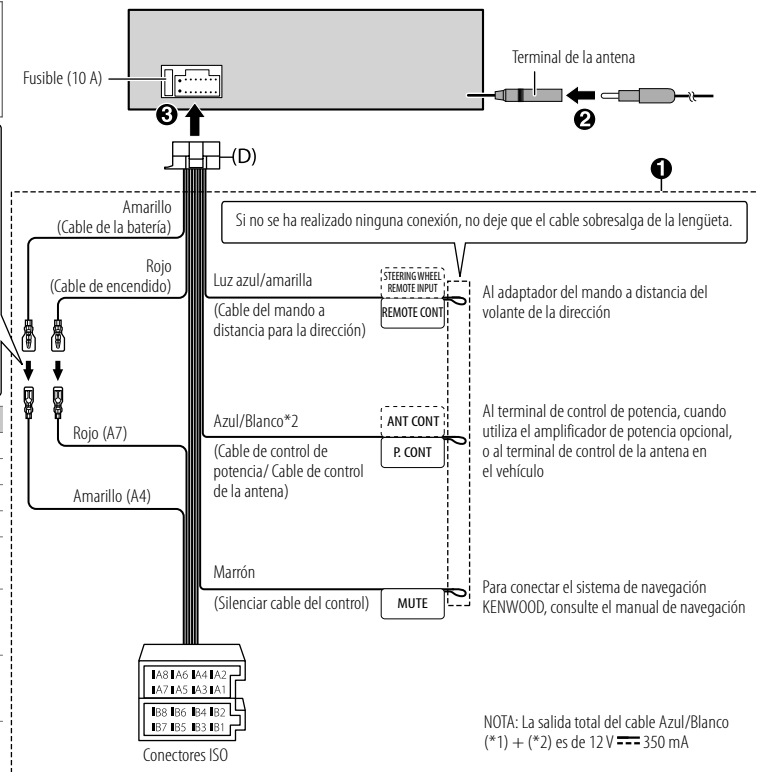 Fusible (10 A)
Terminal de la antena
❸
❷
(D)
❶
Amarillo
(Cable de la batería)
Si no se ha realizado ninguna conexión, no deje que el cable sobresalga de la lengüeta.
Rojo
(Cable de encendido)
Luz azul/amarilla
(Cable del mando a
distancia para la dirección)
STEERING WHEEL
REMOTE INPUT
REMOTE CONT
Al adaptador del mando a distancia del
volante de la dirección
Rojo (A7)
Azul/Blanco*2
(Cable de control de
potencia/ Cable de control
de la antena)
ANT CONT
P. CONT
Al terminal de control de potencia, cuando
utiliza el amplificador de potencia opcional,
o al terminal de control de la antena en
el vehículo
Amarillo (A4)
Marrón
(Silenciar cable del control)
MUTE
Para conectar el sistema de navegación
KENWOOD, consulte el manual de navegación
A8 A6 A4 A2
A7 A5 A3 A1
B8 B6 B4 B2
B7 B5 B3 B1
Conectores ISO
NOTA: La salida total del cable Azul/Blanco
(*1) + (*2) es de 12 V ⎓ 350 mA